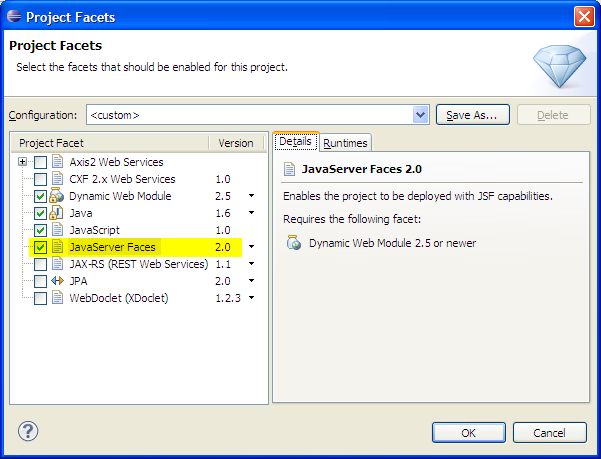 Project Facets
Project Facets
Select the facets that should be enabled for this project.
Configuration: <custom> Save As... Delete
Project Facet Version
Axis2 Web Services
CXF 2.x Web Services 1.0
Dynamic Web Module 2.5
Java 1.6
JavaScript 1.0
JavaServer Faces 2.0
JAX-RS (REST Web Services) 1.1
JPA 2.0
WebDoclet (XDoclet) 1.2.3
Details Runtimes
JavaServer Faces 2.0
Enables the project to be deployed with JSF capabilities.
Requires the following facet:
Dynamic Web Module 2.5 or newer
OK Cancel